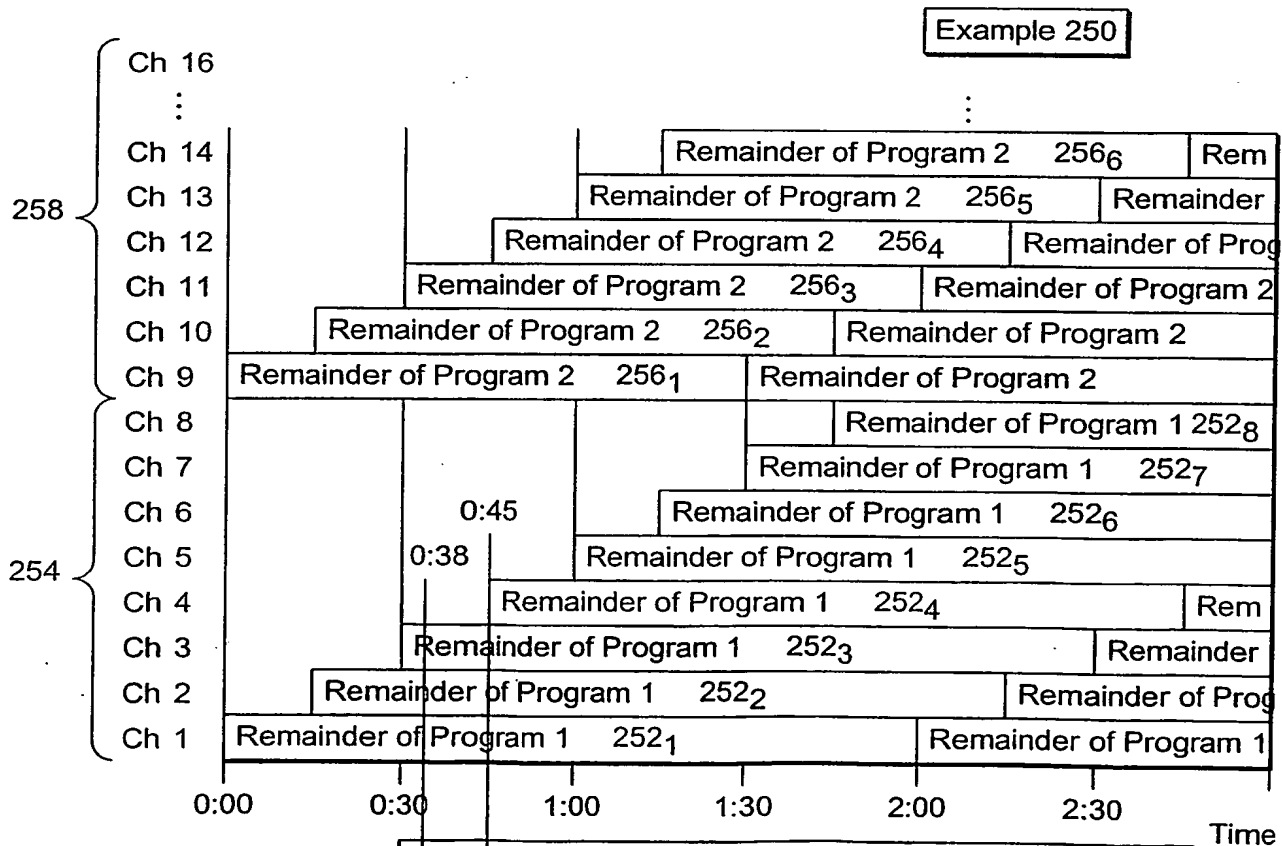 Example 250
Ch 16
⋮ ⋮
Ch 14 Remainder of Program 2 256₆ Rem
258 Ch 13 Remainder of Program 2 256₅ Remainder
Ch 12 Remainder of Program 2 256₄ Remainder of Prog
Ch 11 Remainder of Program 2 256₃ Remainder of Program 2
Ch 10 Remainder of Program 2 256₂ Remainder of Program 2
Ch 9 Remainder of Program 2 256₁ Remainder of Program 2
Ch 8 Remainder of Program 1 252₈
Ch 7 Remainder of Program 1 252₇
Ch 6 0:45 Remainder of Program 1 252₆
254 Ch 5 0:38 Remainder of Program 1 252₅
Ch 4 Remainder of Program 1 252₄ Rem
Ch 3 Remainder of Program 1 252₃ Remainder
Ch 2 Remainder of Program 1 252₂ Remainder of Prog
Ch 1 Remainder of Program 1 252₁ Remainder of Program 1
0:00 0:30 1:00 1:30 2:00 2:30
Time